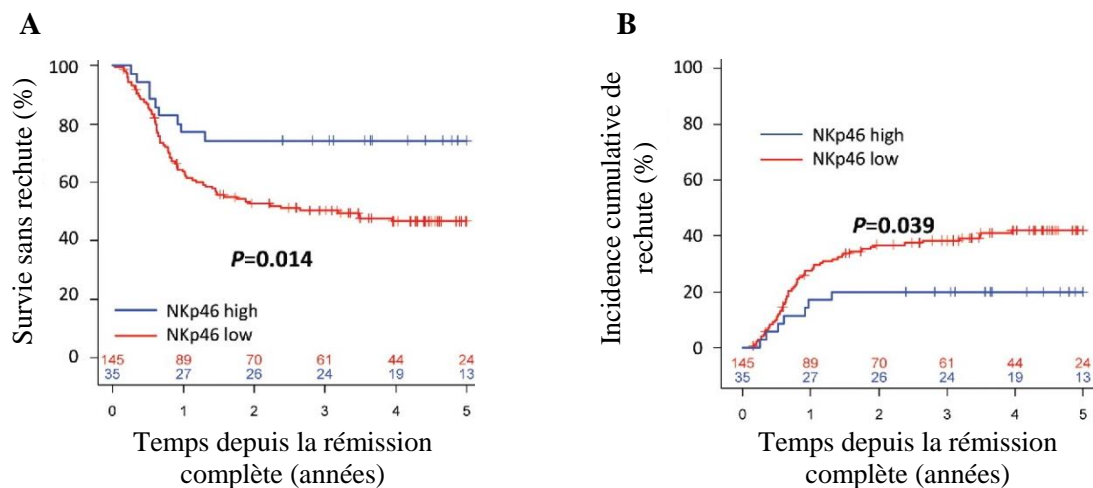 A
Survie sans rechute (%)
100
80
60
40
20
0
P=0.014
NKp46 high
NKp46 low
145 89 70 61 44 24
35 27 26 24 19 13
0 1 2 3 4 5
Temps depuis la rémission
complète (années)
B
Incidence cumulative de
rechute (%)
100
80
60
40
20
0
NKp46 high
NKp46 low
P=0.039
145 89 70 61 44 24
35 27 26 24 19 13
0 1 2 3 4 5
Temps depuis la rémission
complète (années)